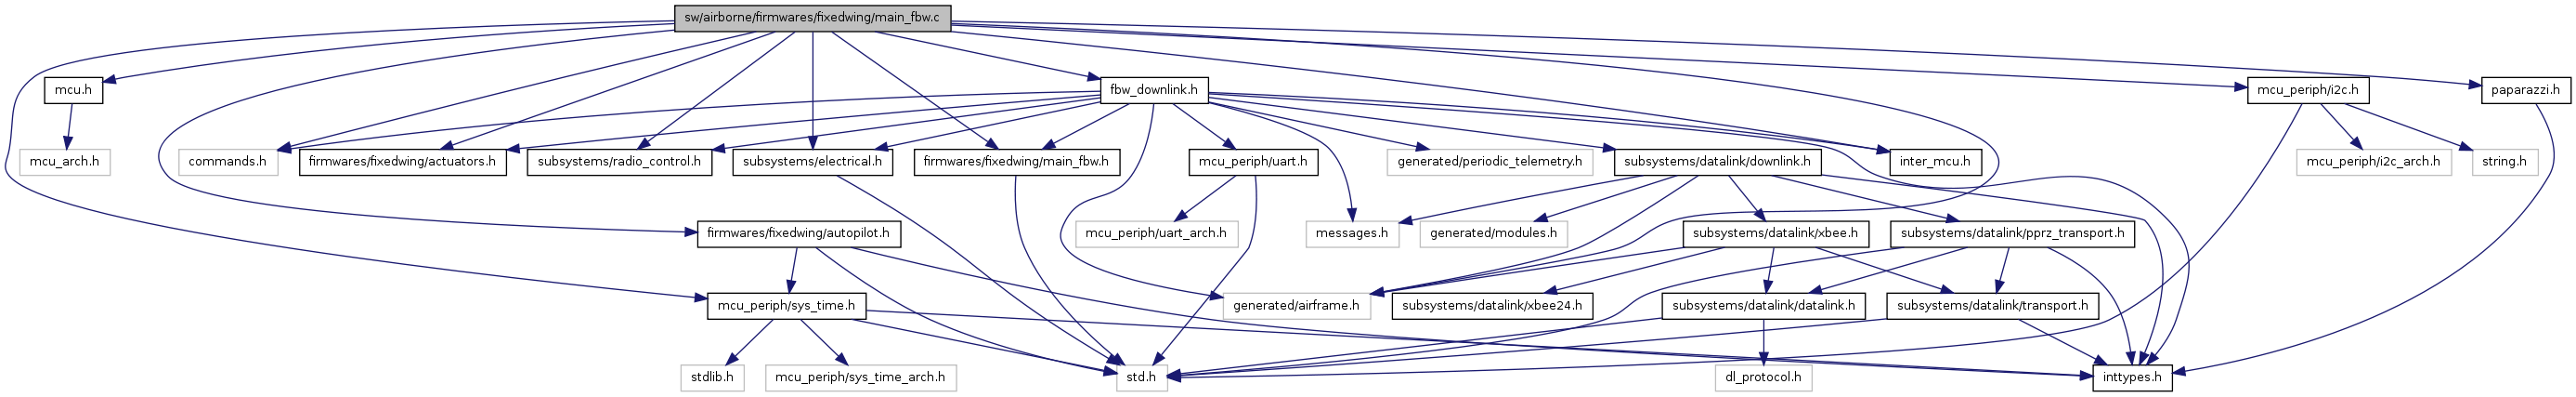 sw/airborne/firmwares/fixedwing/main_fbw.c
mcu.h
fbw_downlink.h
mcu_periph/i2c.h
paparazzi.h
mcu_arch.h
commands.h
firmwares/fixedwing/actuators.h
subsystems/radio_control.h
subsystems/electrical.h
firmwares/fixedwing/main_fbw.h
mcu_periph/uart.h
generated/periodic_telemetry.h
subsystems/datalink/downlink.h
inter_mcu.h
mcu_periph/i2c_arch.h
string.h
firmwares/fixedwing/autopilot.h
mcu_periph/uart_arch.h
messages.h
generated/modules.h
subsystems/datalink/xbee.h
subsystems/datalink/pprz_transport.h
mcu_periph/sys_time.h
generated/airframe.h
subsystems/datalink/xbee24.h
subsystems/datalink/datalink.h
subsystems/datalink/transport.h
stdlib.h
mcu_periph/sys_time_arch.h
std.h
dl_protocol.h
inttypes.h